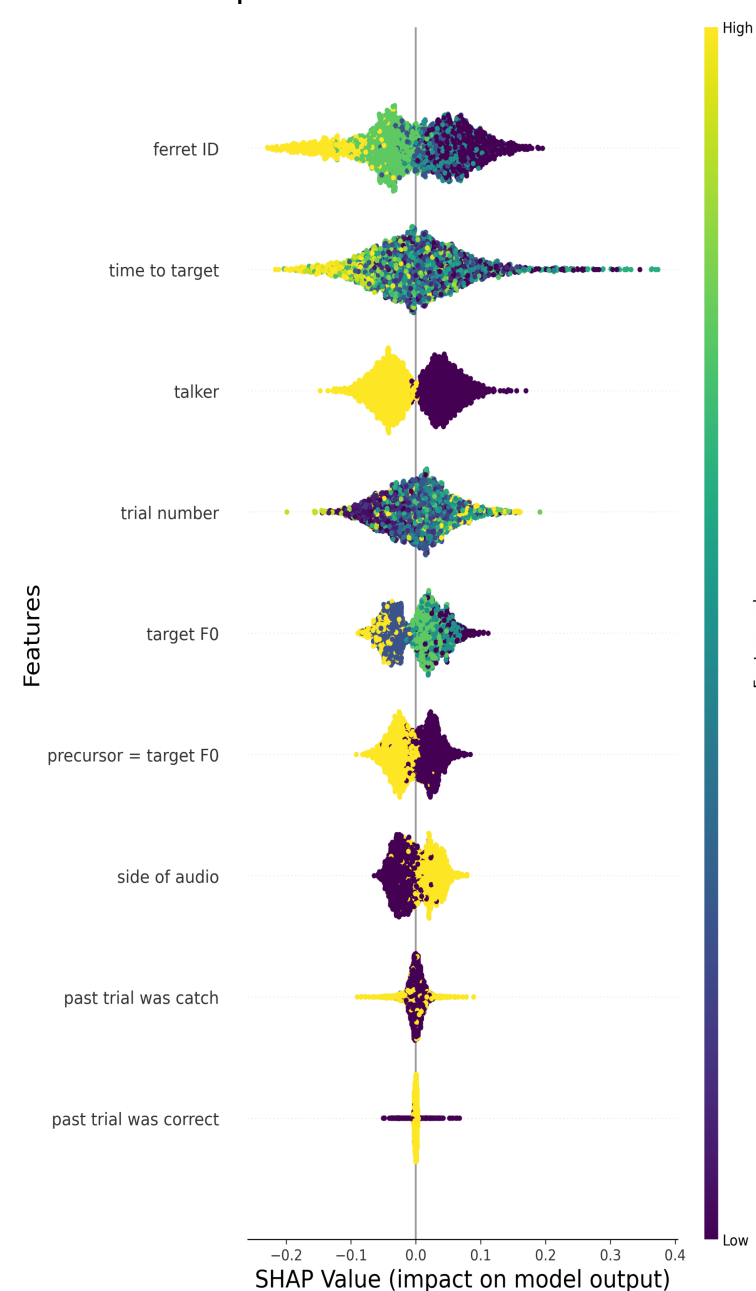 High
ferret ID
time to target
talker
trial number
target F0
precursor = target F0
side of audio
past trial was catch
past trial was correct
Features
Low
−0.2 −0.1 0.0 0.1 0.2 0.3 0.4
SHAP Value (impact on model output)